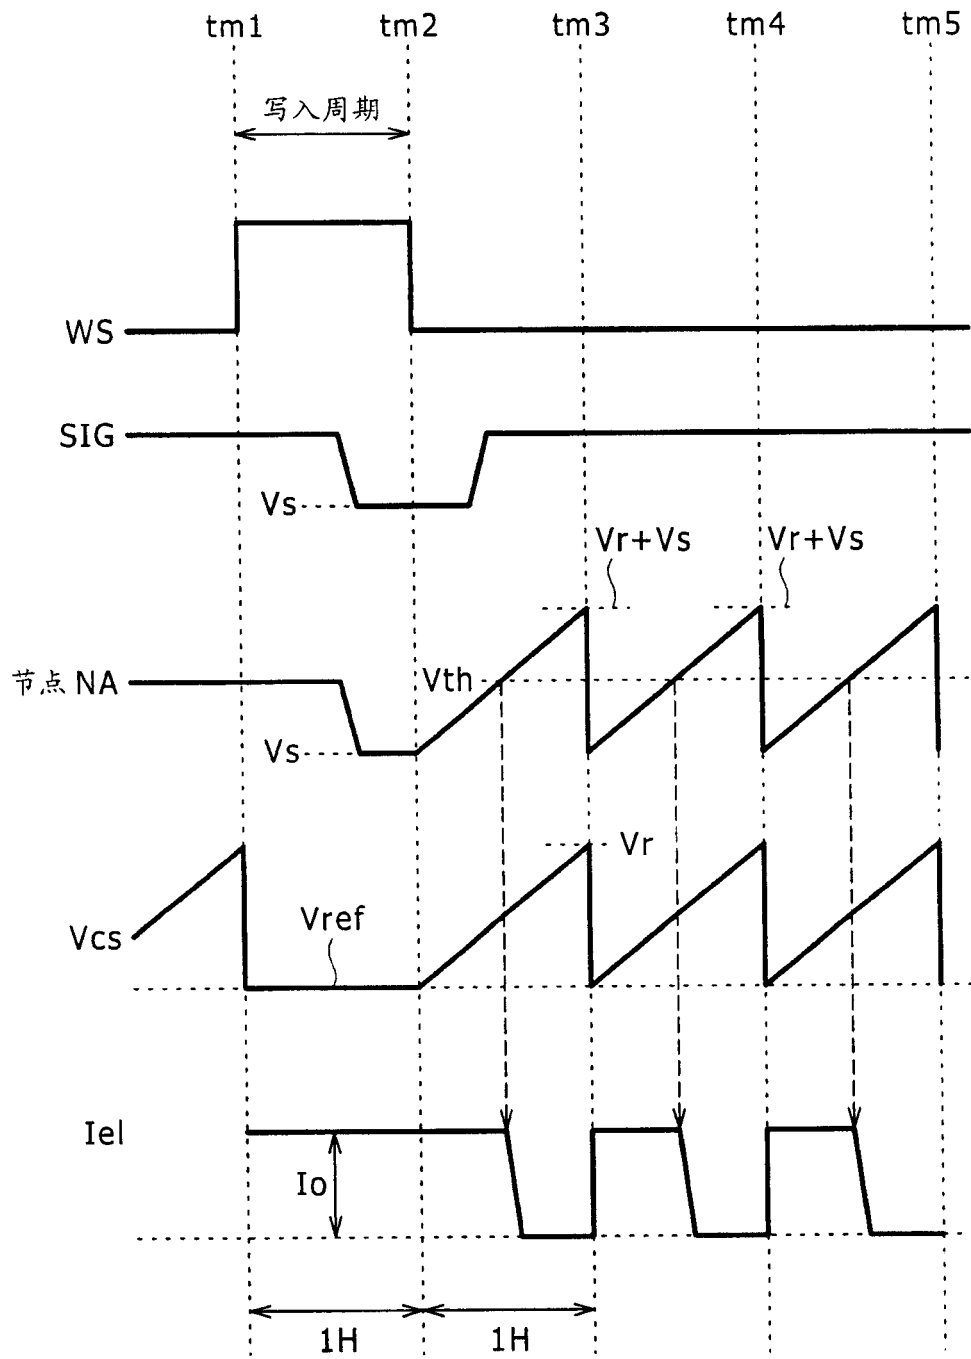 tm1 tm2 tm3 tm4 tm5
写入周期
WS
SIG
Vs
Vr+Vs Vr+Vs
节点 NA
Vth
Vs
Vr
Vcs
Vref
Iel
Io
1H 1H